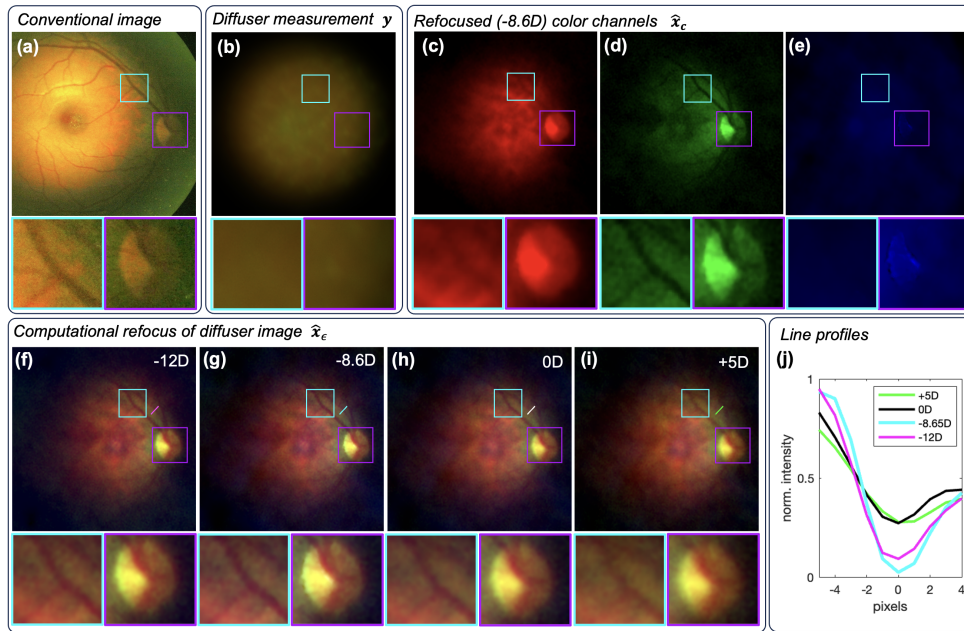 Conventional image
(a)
Diffuser measurement y
(b)
Refocused (-8.6D) color channels x̂c
(c)
(d)
(e)
Computational refocus of diffuser image x̂ϵ
(f) -12D
(g) -8.6D
(h) 0D
(i) +5D
Line profiles
(j)
1
0.5
0
norm. intensity
+5D
0D
-8.65D
-12D
-4 -2 0 2 4
pixels